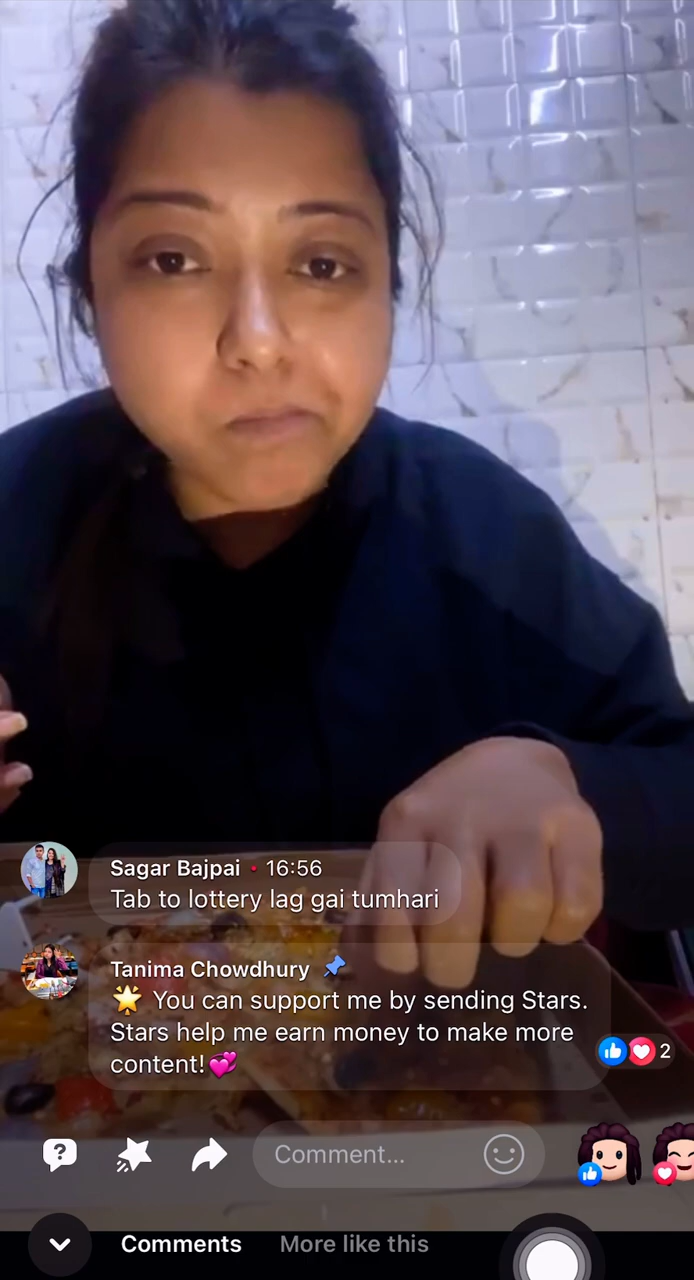 Sagar Bajpai • 16:56
Tab to lottery lag gai tumhari
Tanima Chowdhury 📌
🌟 You can support me by sending Stars.
Stars help me earn money to make more
content!💞
2
Comment...
Comments
More like this